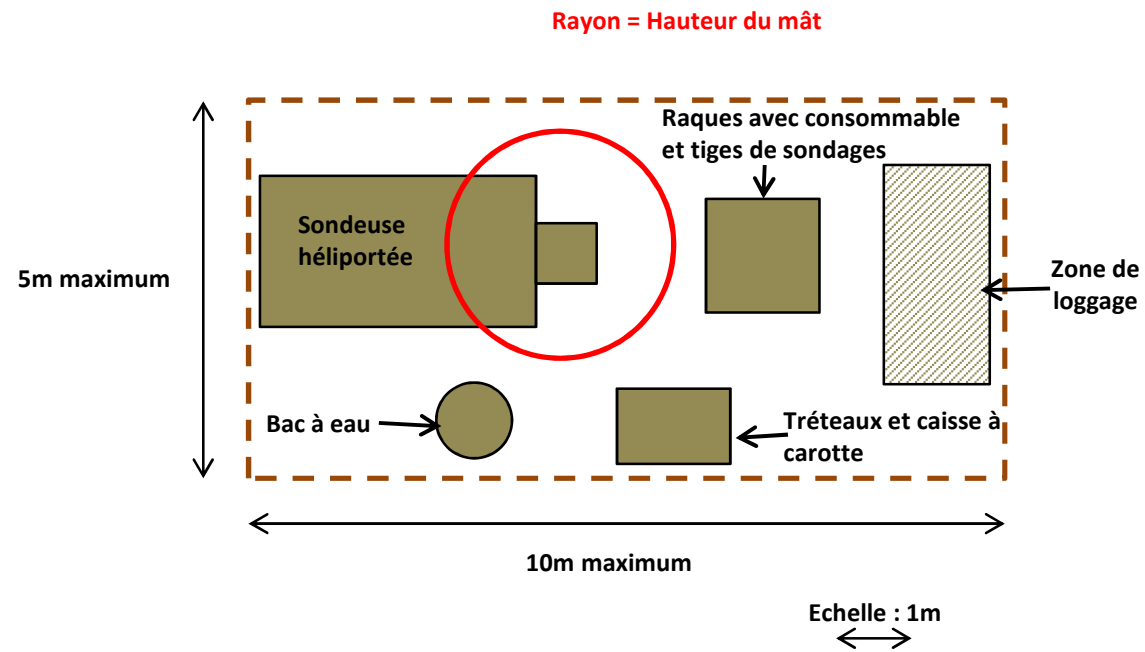 Rayon = Hauteur du mât
Raques avec consommable
et tiges de sondages
Sondeuse
héliportée
5m maximum
Zone de
loggage
Bac à eau
Tréteaux et caisse à
carotte
10m maximum
Echelle : 1m